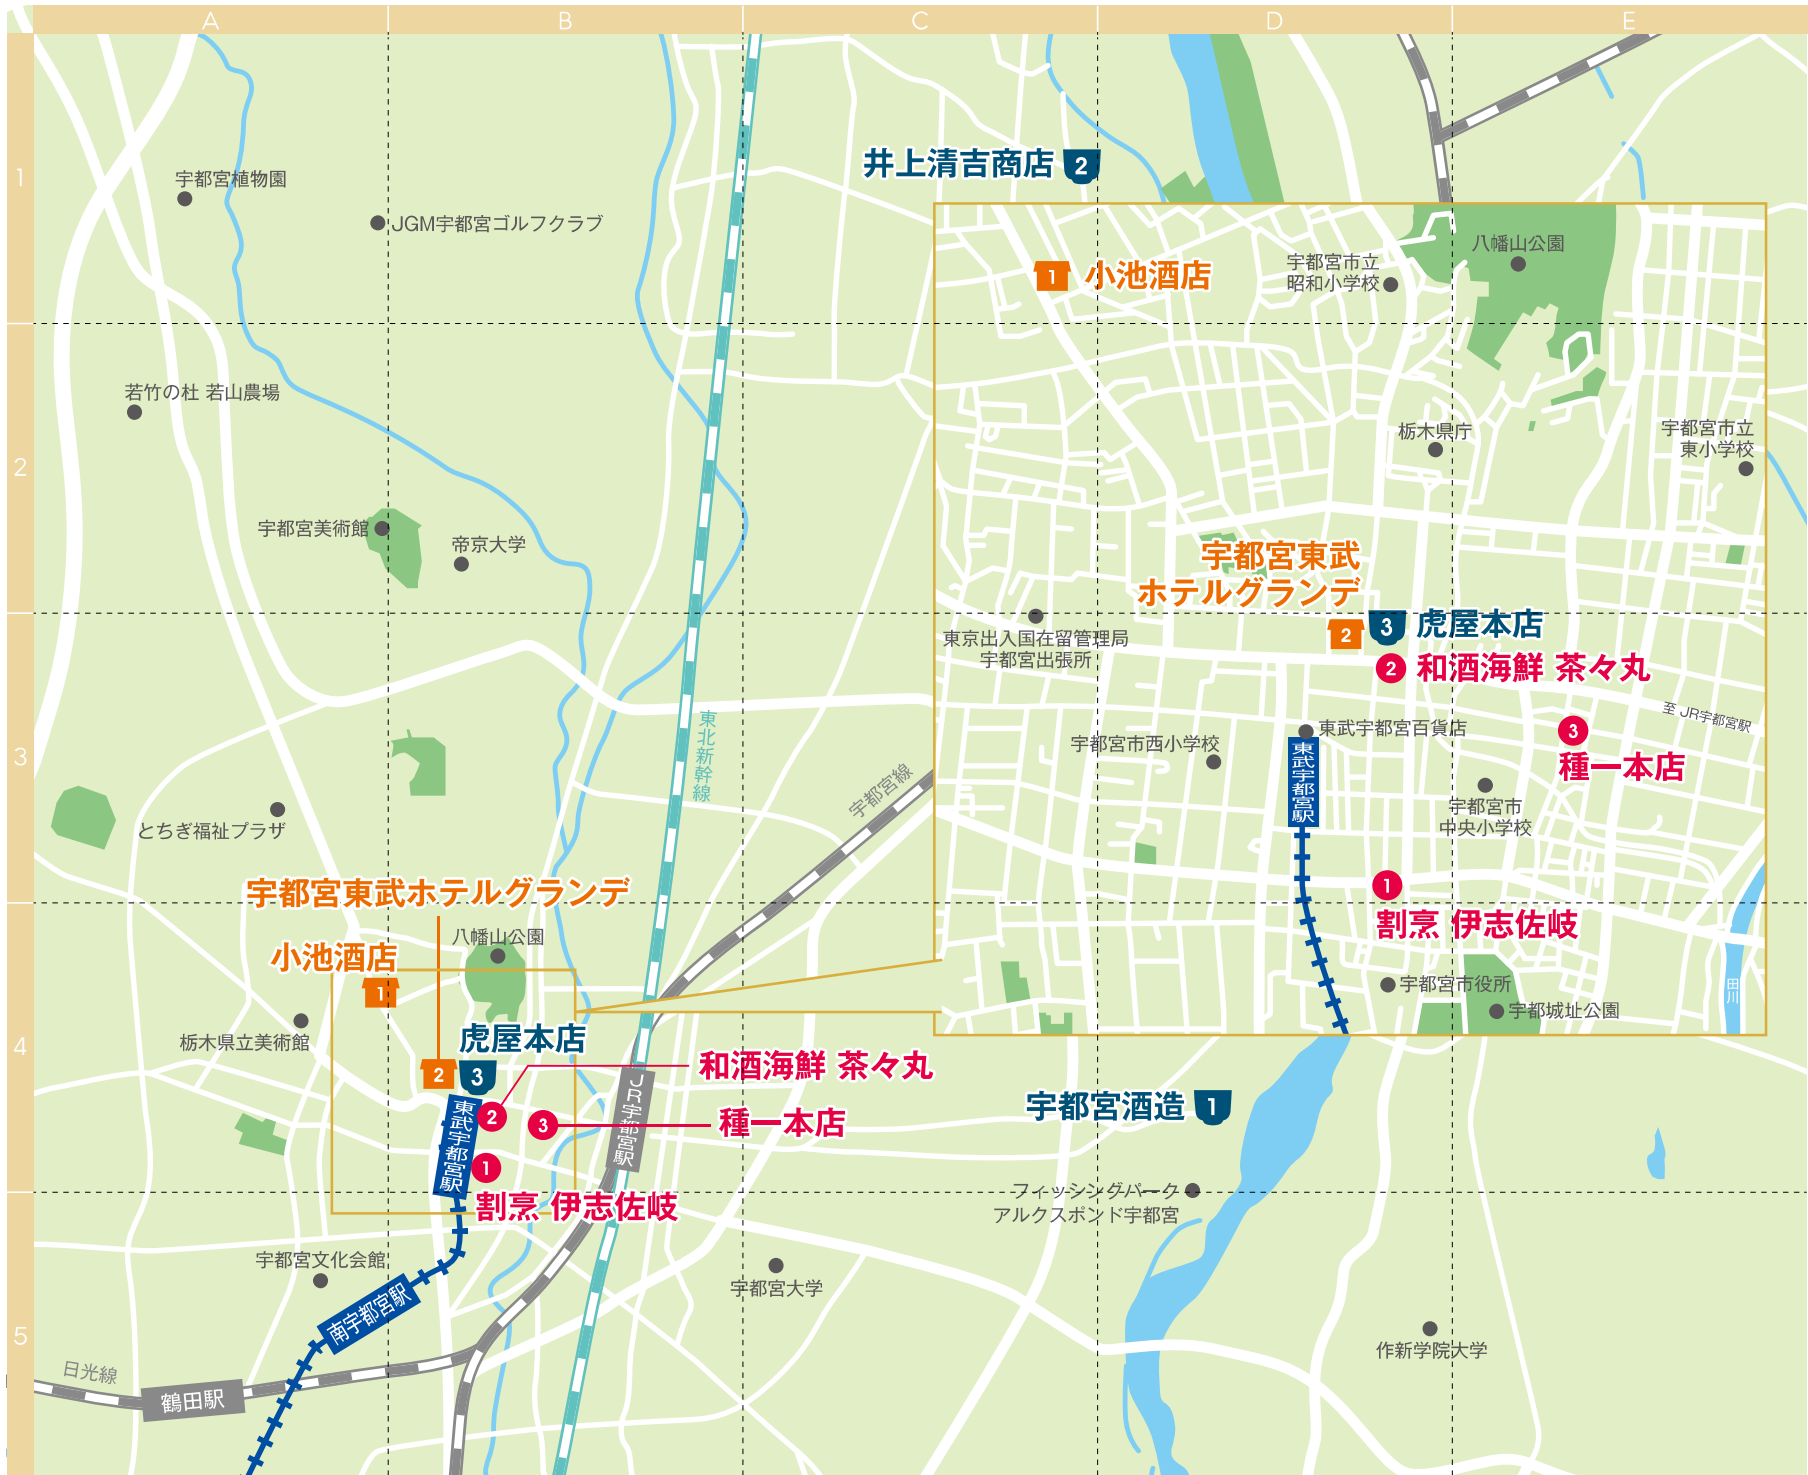 A
B
C
D
E
1
2
3
4
5
宇都宮植物園
JGM宇都宮ゴルフクラブ
井上清吉商店
2
1
小池酒店
宇都宮市立
昭和小学校
八幡山公園
若竹の杜 若山農場
栃木県庁
宇都宮市立
東小学校
宇都宮美術館
帝京大学
宇都宮東武
ホテルグランデ
2
3
虎屋本店
2
和酒海鮮 茶々丸
東京出入国在留管理局
宇都宮出張所
至 JR宇都宮駅
3
種一本店
東武宇都宮百貨店
宇都宮市西小学校
東武宇都宮駅
宇都宮市
中央小学校
東北新幹線
宇都宮線
とちぎ福祉プラザ
1
割烹 伊志佐岐
宇都宮市役所
宇都城址公園
田川
宇都宮東武ホテルグランデ
八幡山公園
小池酒店
1
栃木県立美術館
虎屋本店
2
3
和酒海鮮 茶々丸
2
種一本店
3
JR宇都宮駅
東武宇都宮駅
1
割烹 伊志佐岐
宇都宮酒造
1
フィッシングパーク
アルクスポンド宇都宮
宇都宮文化会館
宇都宮大学
南宇都宮駅
日光線
鶴田駅
作新学院大学